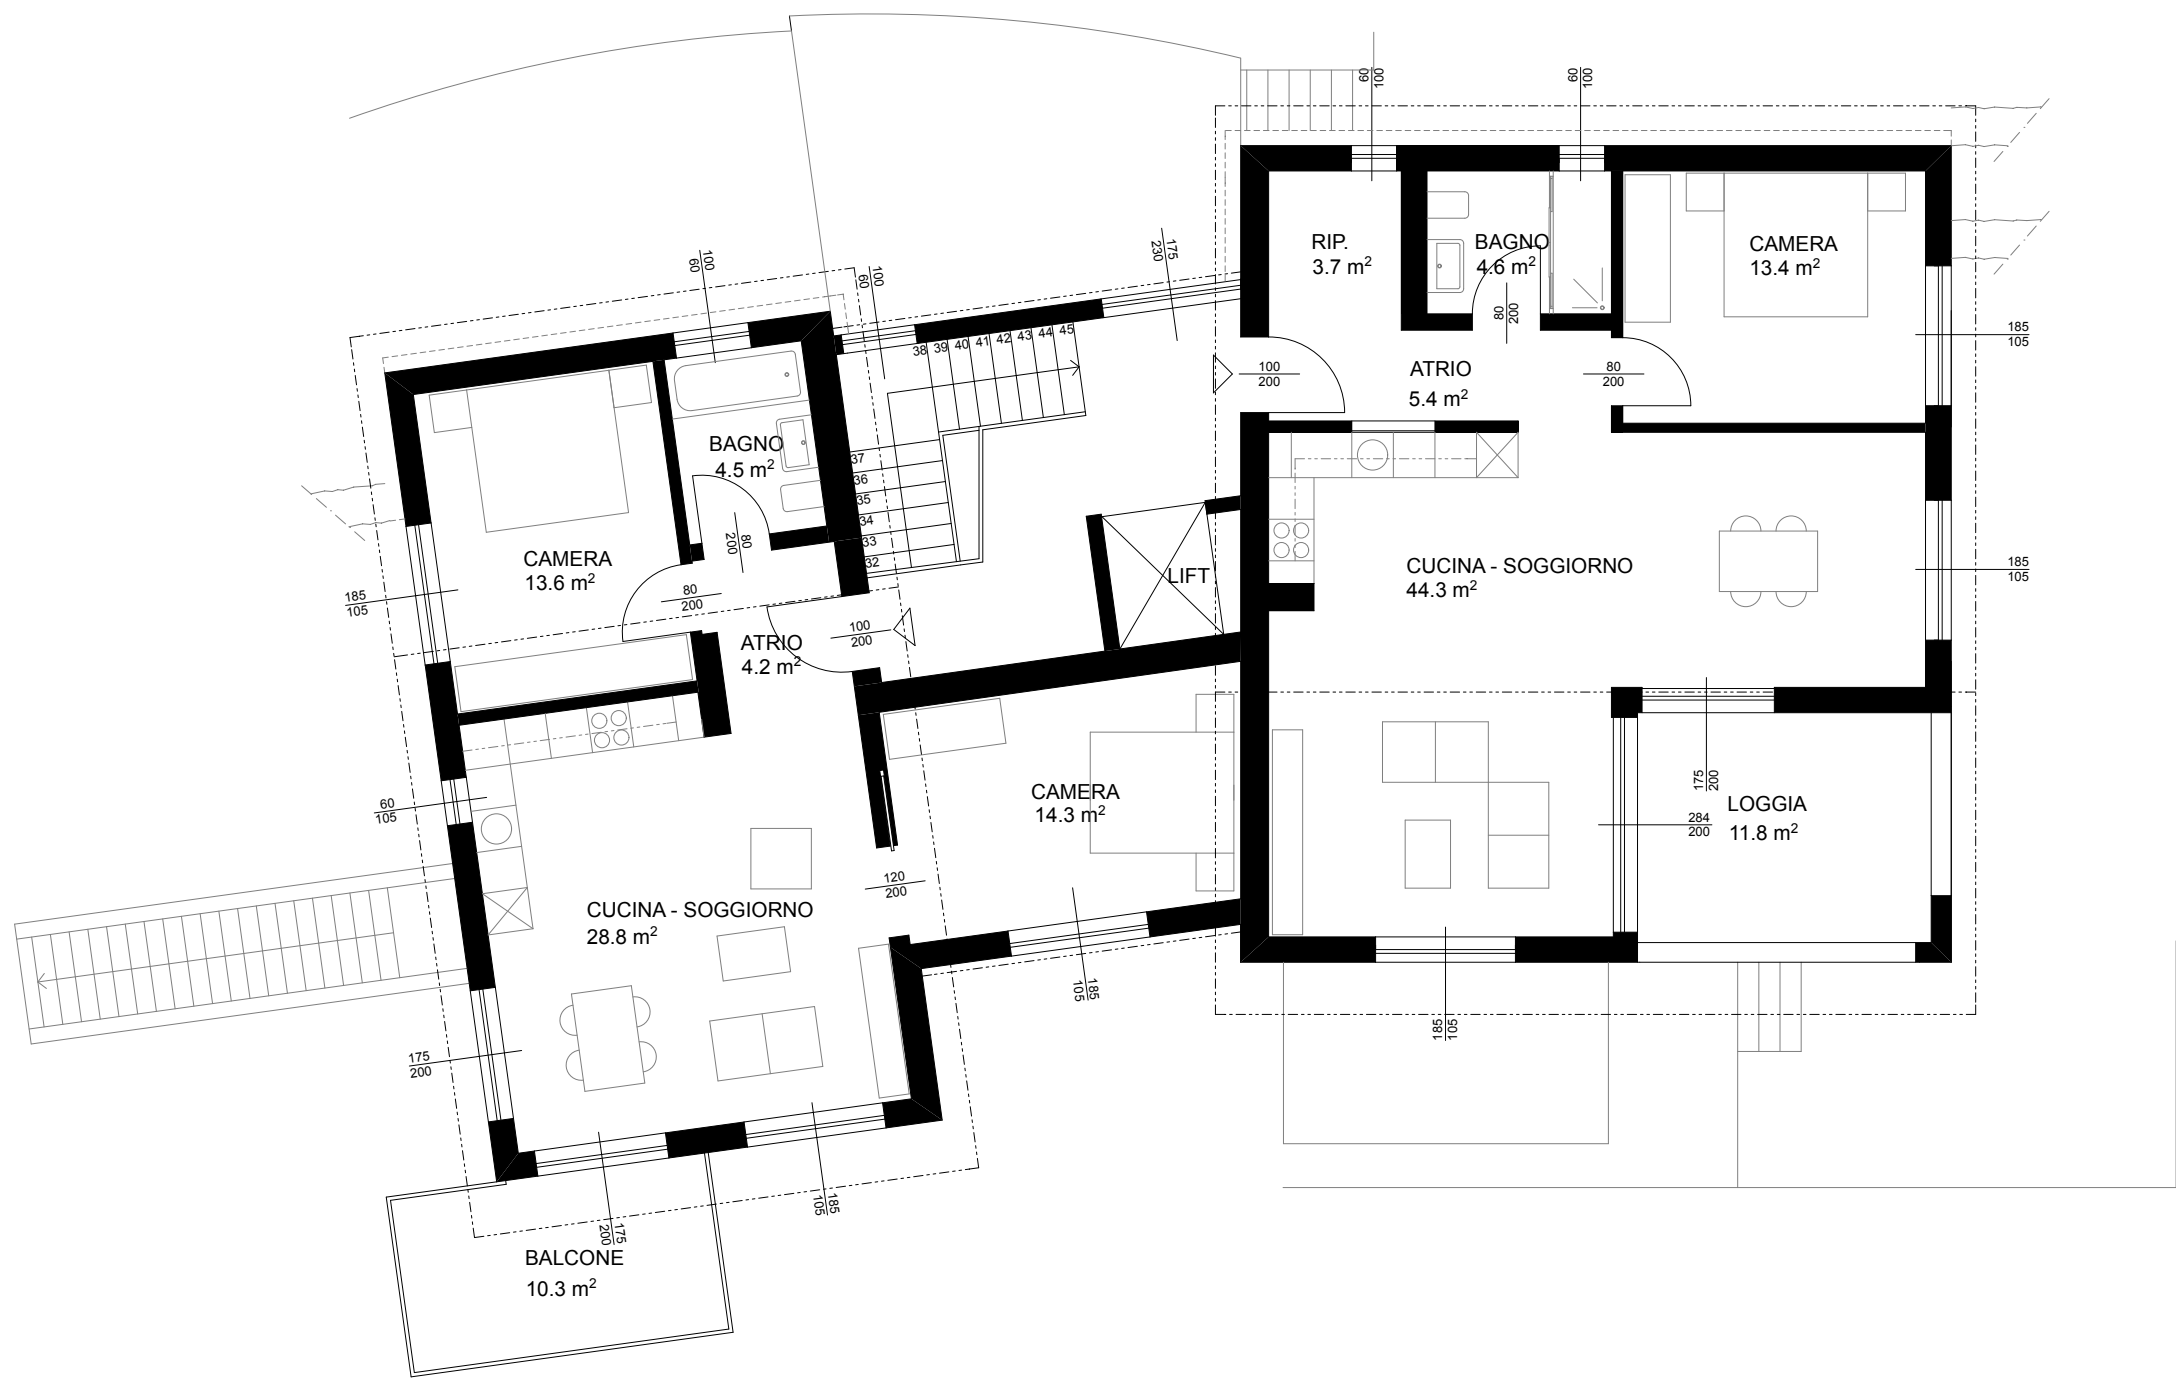 60
100
60
100
175
230
100
60
100
60
RIP.
3.7 m²
BAGNO
4.6 m²
CAMERA
13.4 m²
80
200
185
105
38
39
40
41
42
43
44
45
100
200
ATRIO
5.4 m²
80
200
BAGNO
4.5 m²
37
36
35
34
33
32
80
200
CAMERA
13.6 m²
80
200
185
105
LIFT
CUCINA - SOGGIORNO
44.3 m²
185
105
100
200
ATRIO
4.2 m²
175
200
CAMERA
14.3 m²
60
105
LOGGIA
11.8 m²
284
200
120
200
CUCINA - SOGGIORNO
28.8 m²
185
105
185
105
175
200
185
105
175
200
BALCONE
10.3 m²